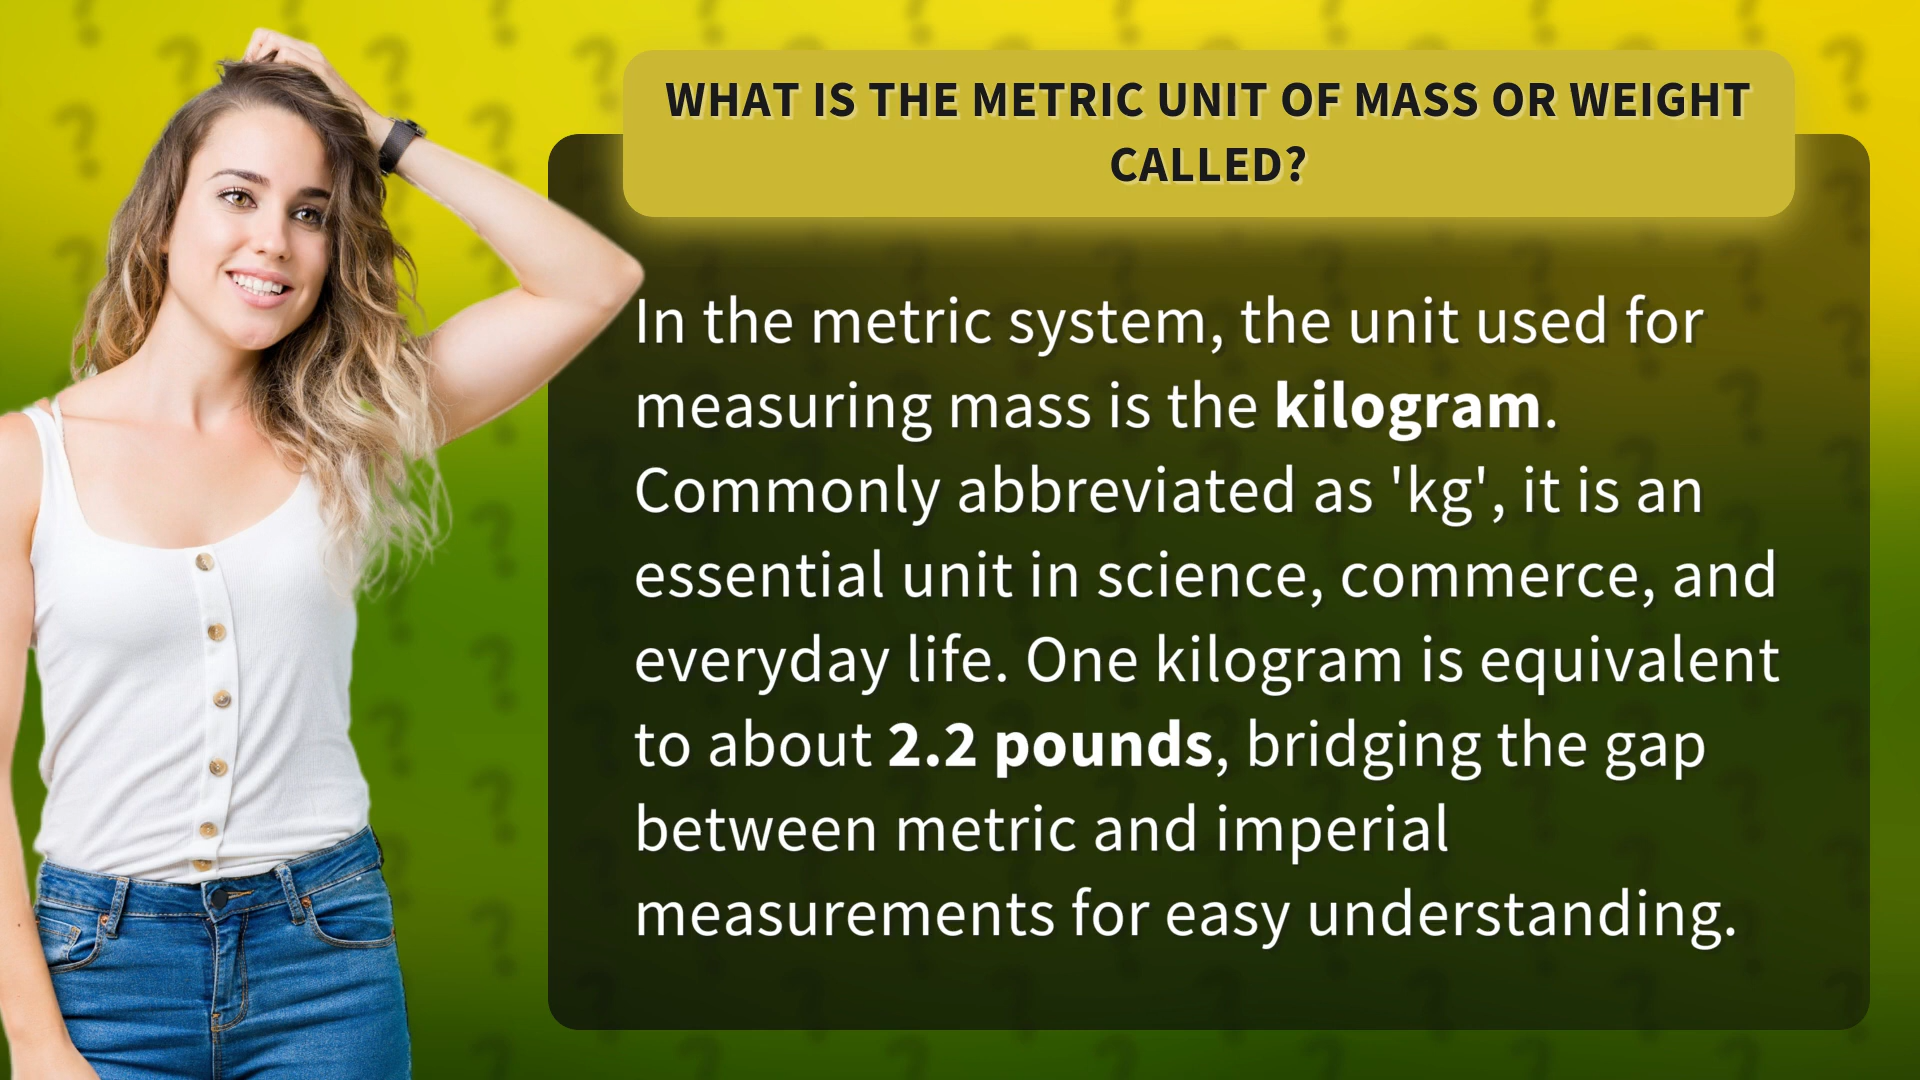 WHAT IS THE METRIC UNIT OF MASS OR WEIGHT
CALLED?
In the metric system, the unit used for
measuring mass is the kilogram.
Commonly abbreviated as 'kg', it is an
essential unit in science, commerce, and
everyday life. One kilogram is equivalent
to about 2.2 pounds, bridging the gap
between metric and imperial
measurements for easy understanding.